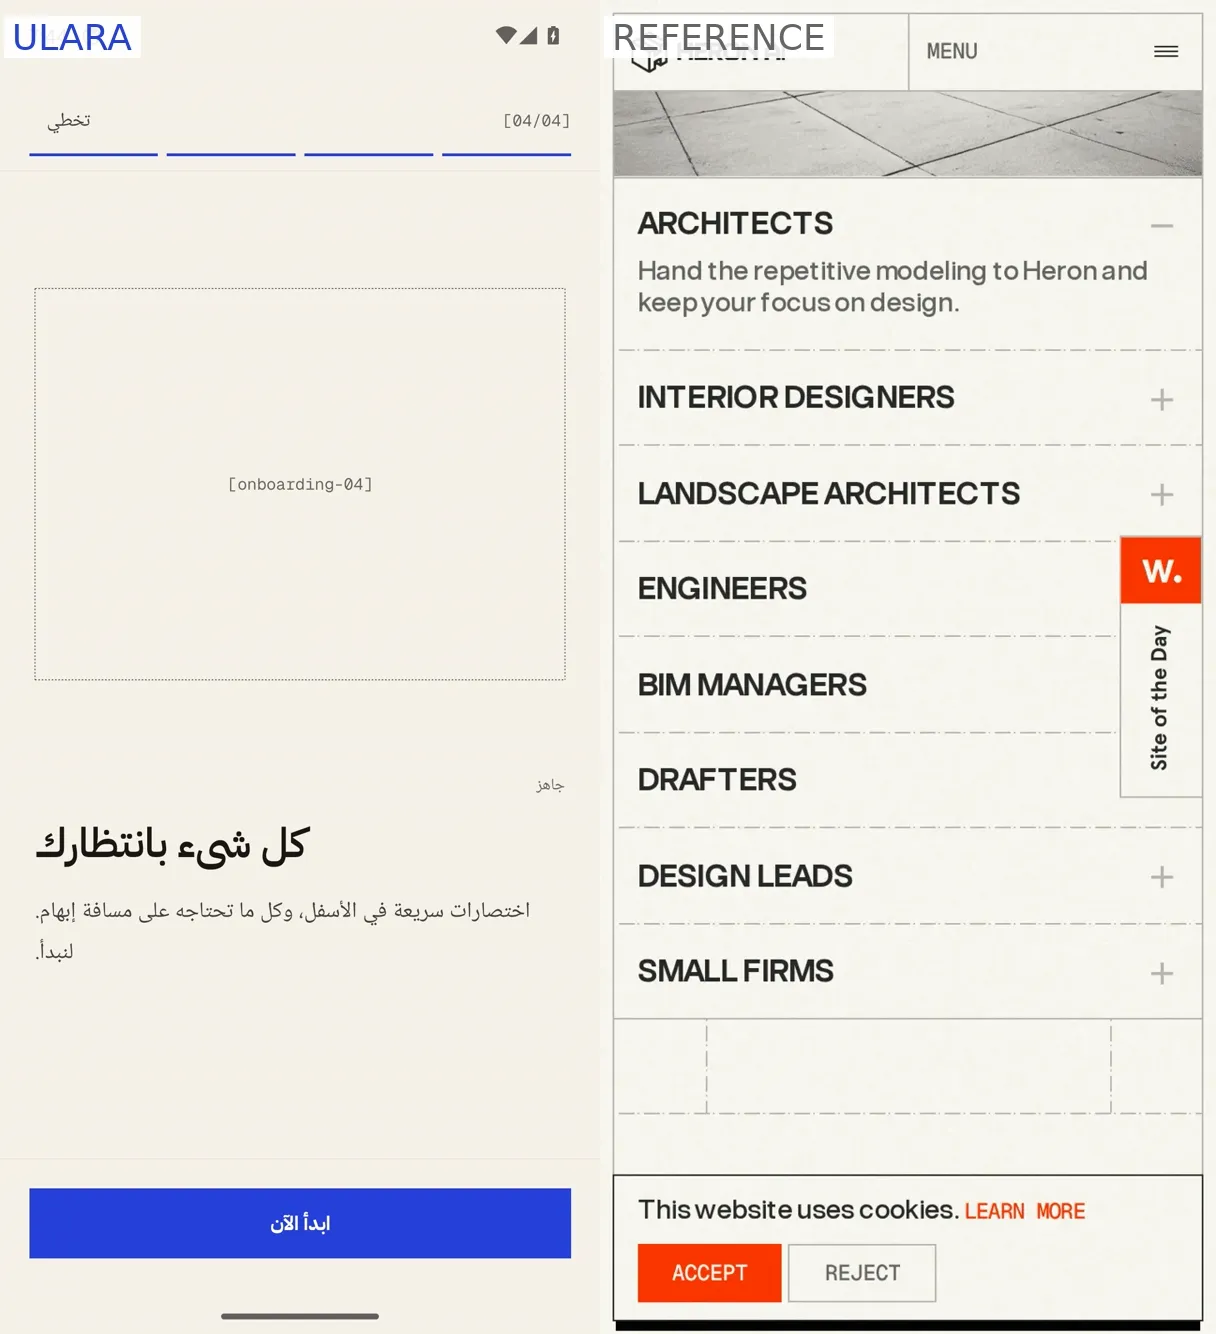 ULARA
تخطي
[04/04]
[onboarding-04]
جاهز
كل شيء بانتظارك
اختصارات سريعة في الأسفل، وكل ما تحتاجه على مسافة إبهام.
لنبدأ.
ابدأ الآن
REFERENCE
HERON AI
MENU
ARCHITECTS
Hand the repetitive modeling to Heron and
keep your focus on design.
INTERIOR DESIGNERS
LANDSCAPE ARCHITECTS
ENGINEERS
BIM MANAGERS
DRAFTERS
DESIGN LEADS
SMALL FIRMS
W.
Site of the Day
This website uses cookies. LEARN MORE
ACCEPT
REJECT